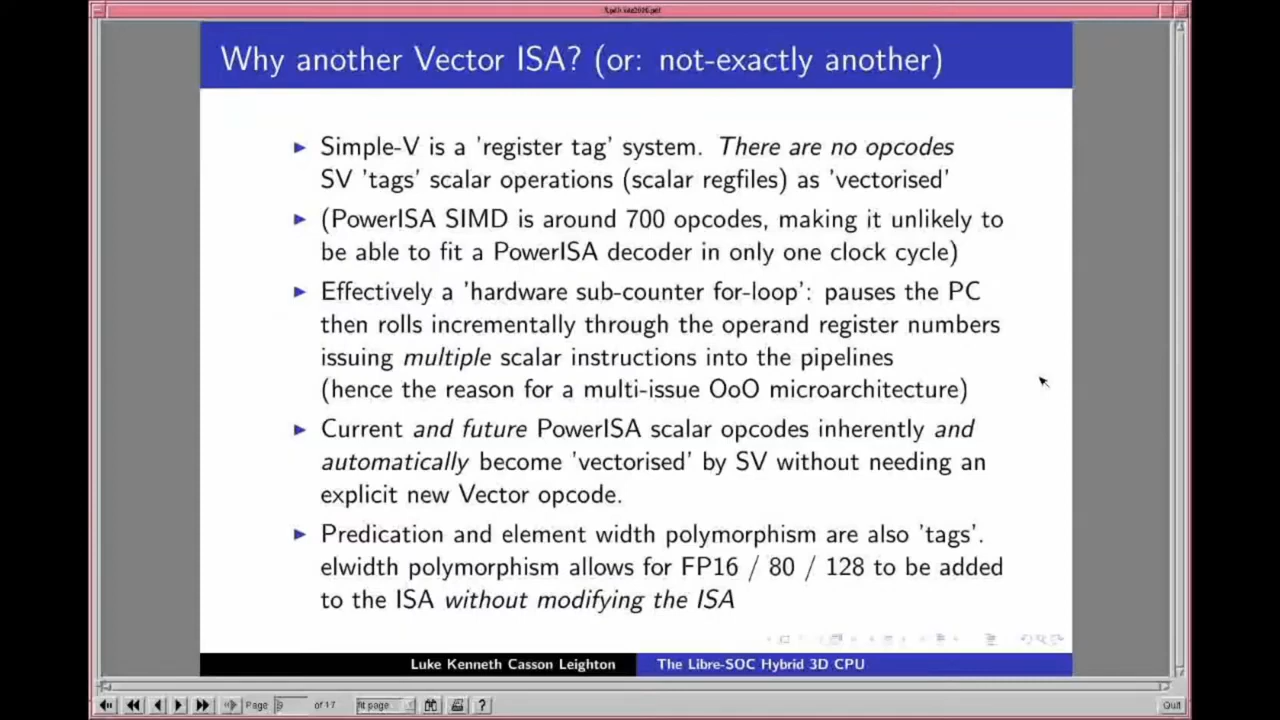 Why another Vector ISA? (or: not-exactly another)
Simple-V is a 'register tag' system. There are no opcodes
SV 'tags' scalar operations (scalar regfiles) as 'vectorised'
(PowerISA SIMD is around 700 opcodes, making it unlikely to
be able to fit a PowerISA decoder in only one clock cycle)
Effectively a 'hardware sub-counter for-loop': pauses the PC
then rolls incrementally through the operand register numbers
issuing multiple scalar instructions into the pipelines
(hence the reason for a multi-issue OoO microarchitecture)
Current and future PowerISA scalar opcodes inherently and
automatically become 'vectorised' by SV without needing an
explicit new Vector opcode.
Predication and element width polymorphism are also 'tags'.
elwidth polymorphism allows for FP16 / 80 / 128 to be added
to the ISA without modifying the ISA
Luke Kenneth Casson Leighton
The Libre-SOC Hybrid 3D CPU
Page 9 of 17 fit page ? Quit